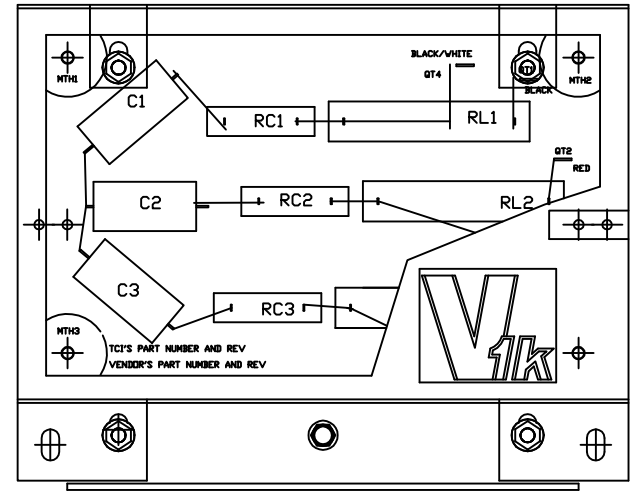 BLACK/WHITE
MTH1
QT4
QT1
MTH2
BLACK
C1
RC1
RL1
QT2
RED
C2
RC2
RL2
C3
RC3
MTH3
TCI'S PART NUMBER AND REV
VENDOR'S PART NUMBER AND REV
V1k